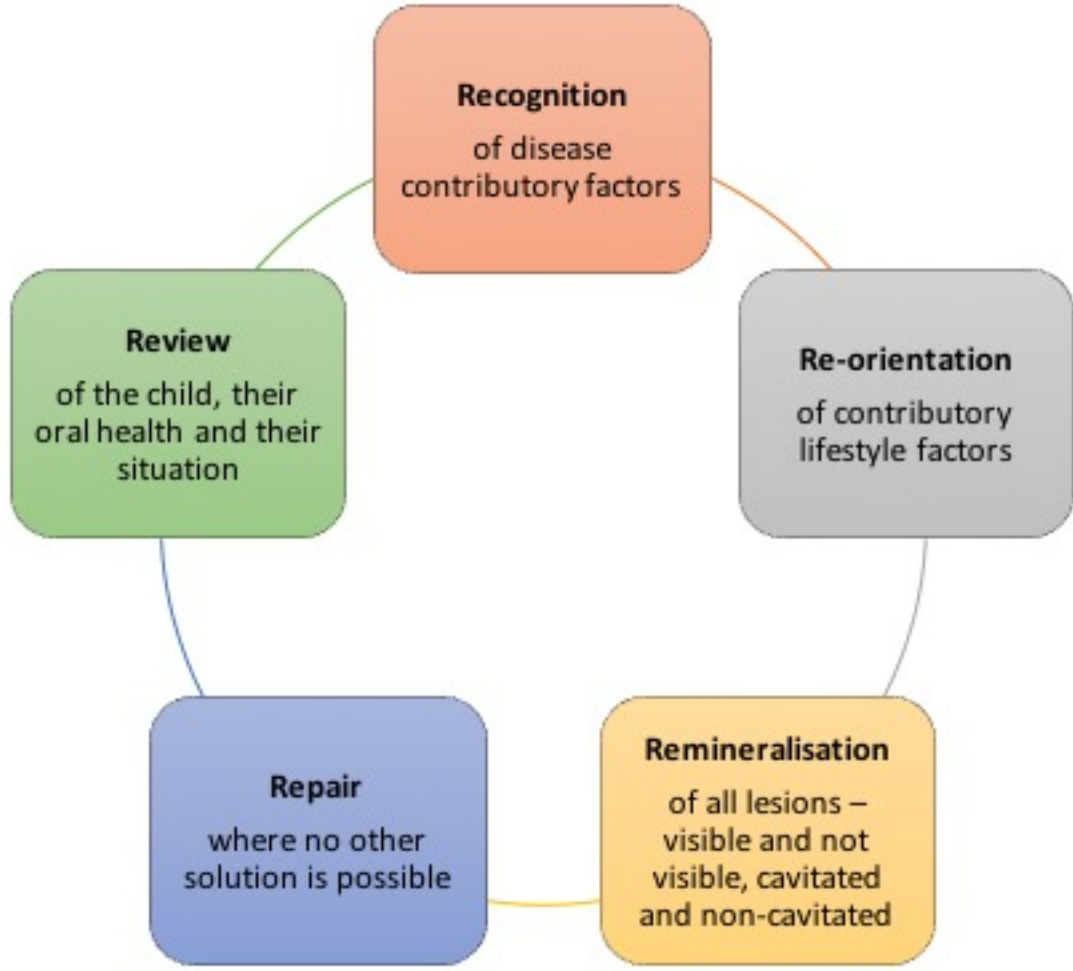 Recognition
of disease
contributory factors
Re-orientation
of contributory
lifestyle factors
Remineralisation
of all lesions –
visible and not
visible, cavitated
and non-cavitated
Repair
where no other
solution is possible
Review
of the child, their
oral health and their
situation